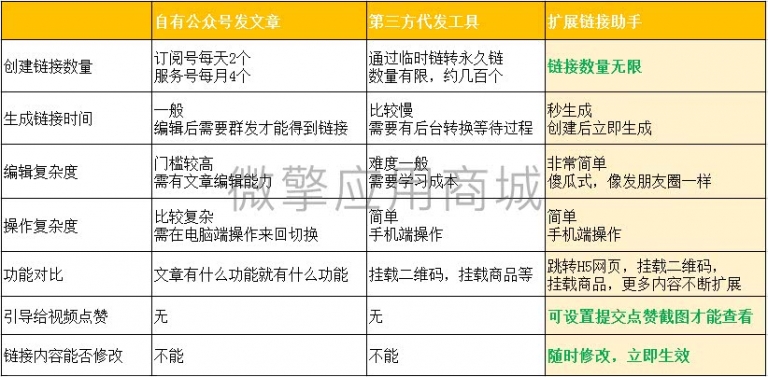 自有公众号发文章 第三方代发工具 扩展链接助手
创建链接数量 订阅号每天2个 通过临时链转永久链 链接数量无限
服务号每月4个 数量有限，约几百个
生成链接时间 一般 比较慢 秒生成
编辑后需要群发才能得到链接 需要有后台转换等待过程 创建后立即生成
编辑复杂度 门槛较高 难度一般 非常简单
需有文章编辑能力 需要学习成本 傻瓜式，像发朋友圈一样
操作复杂度 比较复杂 简单 简单
需在电脑端操作来回切换 手机端操作 手机端操作
功能对比 文章有什么功能就有什么功能 挂载二维码，挂载商品等 跳转H5网页，挂载二维码，
挂载商品，更多内容不断扩展
引导给视频点赞 无 无 可设置提交点赞截图才能查看
链接内容能否修改 不能 不能 随时修改，立即生效
微擎应用商城